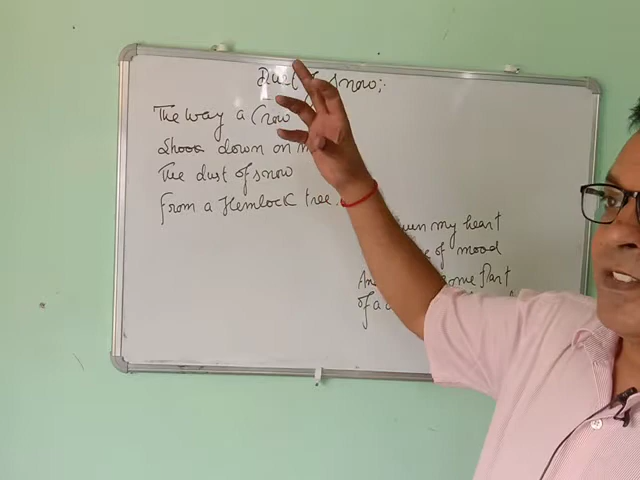 Dust of snow:
The way a Crow
Shook down on m
The dust of snow
From a Hemlock tree.
my heart
of mood
some Part
of a